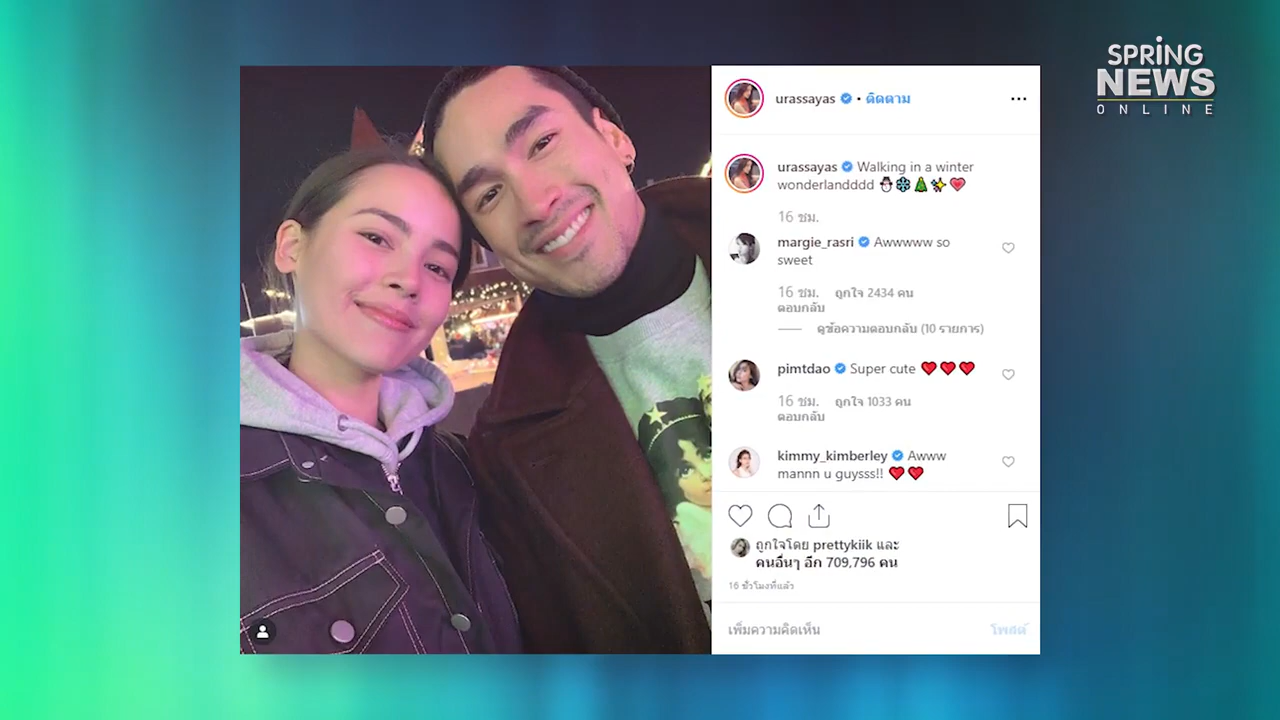 SPRING
NEWS
ONLINE
urassayas • ติดตาม
urassayas Walking in a winter
wonderlandddd ⛄❄️🎄✨💗
16 ชม.
margie_rasri Awwwww so
sweet
16 ชม. ถูกใจ 2434 คน
ตอบกลับ
ดูข้อความตอบกลับ (10 รายการ)
pimtdao Super cute ❤️❤️❤️
16 ชม. ถูกใจ 1033 คน
ตอบกลับ
kimmy_kimberley Awww
mannn u guysss!! ❤️❤️
ถูกใจโดย prettykiik และ
คนอื่นๆ อีก 709,796 คน
16 ชั่วโมงที่แล้ว
เพิ่มความคิดเห็น
โพสต์